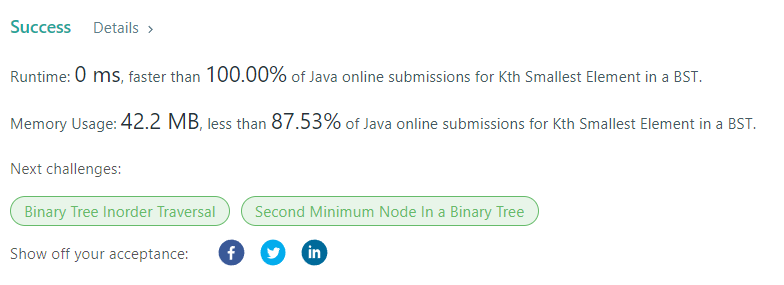 Success Details >
Runtime: 0 ms, faster than 100.00% of Java online submissions for Kth Smallest Element in a BST.
Memory Usage: 42.2 MB, less than 87.53% of Java online submissions for Kth Smallest Element in a BST.
Next challenges:
Binary Tree Inorder Traversal Second Minimum Node In a Binary Tree
Show off your acceptance: f in